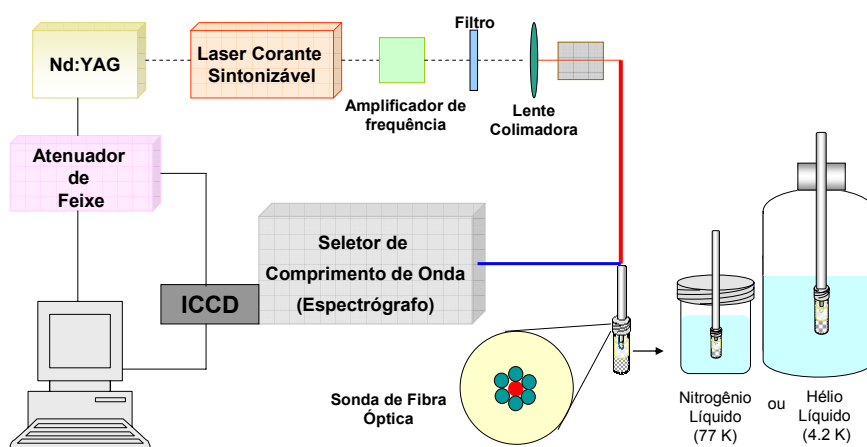 Nd:YAG
Laser Corante
Sintonizável
Amplificador de
frequência
Filtro
Lente
Colimadora
Atenuador
de
Feixe
Seletor de
Comprimento de Onda
(Espectrógrafo)
ICCD
Sonda de Fibra
Óptica
Nitrogênio
Líquido
(77 K)
ou
Hélio
Líquido
(4.2 K)